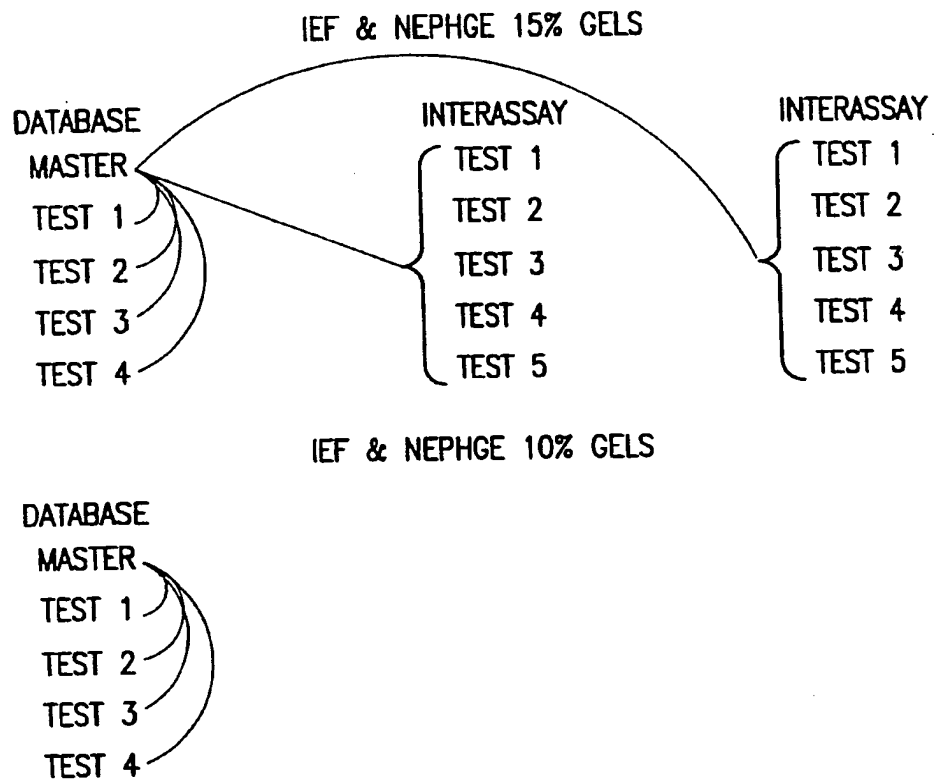 IEF & NEPHGE 15% GELS
DATABASE
MASTER
TEST 1
TEST 2
TEST 3
TEST 4
INTERASSAY
TEST 1
TEST 2
TEST 3
TEST 4
TEST 5
INTERASSAY
TEST 1
TEST 2
TEST 3
TEST 4
TEST 5
IEF & NEPHGE 10% GELS
DATABASE
MASTER
TEST 1
TEST 2
TEST 3
TEST 4